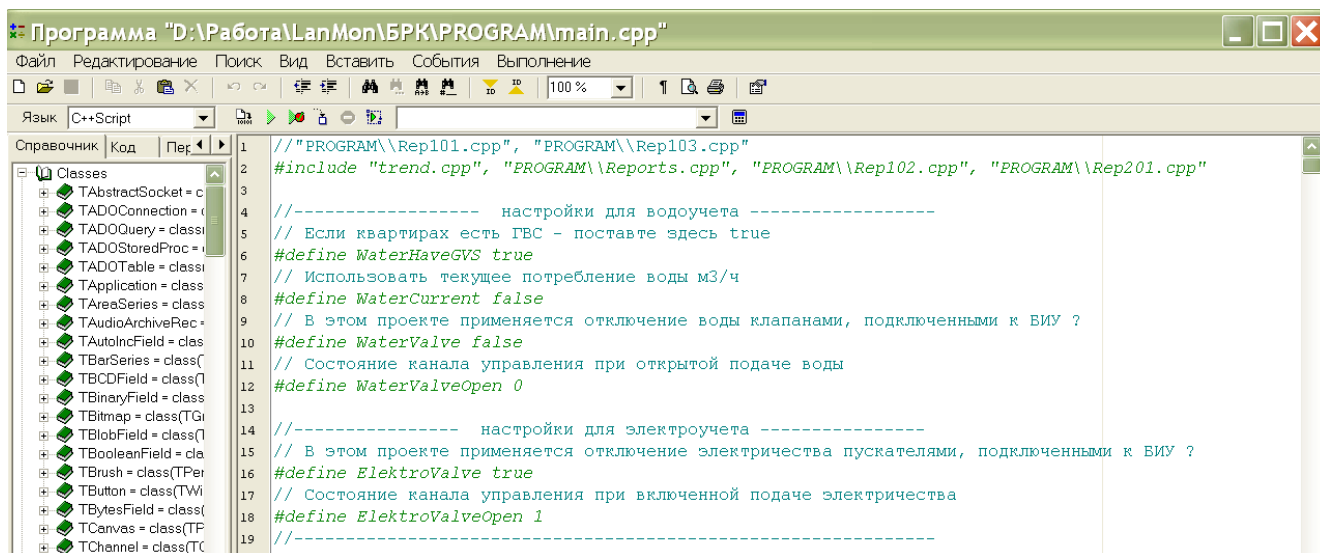 Программа "D:\Работа\LanMon\БРК\PROGRAM\main.cpp"
Файл Редактирование Поиск Вид Вставить События Выполнение
100 %
Язык C++Script
Справочник Код Пер
Classes
TAbstractSocket = c
TADOConnection = 
TADOQuery = class
TADOStoredProc = 
TADOTable = class
TApplication = class
TAreaSeries = class
TAudioArchiveRec =
TAutoIncField = clas
TBarSeries = class(
TBCDField = class(
TBinaryField = class
TBitmap = class(TG
TBlobField = class(
TBooleanField = cla
TBrush = class(TPer
TButton = class(TWi
TBytesField = class(
TCanvas = class(TP
TChannel = class(TC
1 //"PROGRAM\\Rep101.cpp", "PROGRAM\\Rep103.cpp"
2 #include "trend.cpp", "PROGRAM\\Reports.cpp", "PROGRAM\\Rep102.cpp", "PROGRAM\\Rep201.cpp"
3
4 //------------------ настройки для водоучета ------------------
5 // Если квартирах есть ГВС - поставте здесь true
6 #define WaterHaveGVS true
7 // Использовать текущее потребление воды м3/ч
8 #define WaterCurrent false
9 // В этом проекте применяется отключение воды клапанами, подключенными к БИУ ?
10 #define WaterValve false
11 // Состояние канала управления при открытой подаче воды
12 #define WaterValveOpen 0
13
14 //---------------- настройки для электроучета ----------------
15 // В этом проекте применяется отключение электричества пускателями, подключенными к БИУ ?
16 #define ElektroValve true
17 // Состояние канала управления при включенной подаче электричества
18 #define ElektroValveOpen 1
19 //--------------------------------------------------------------